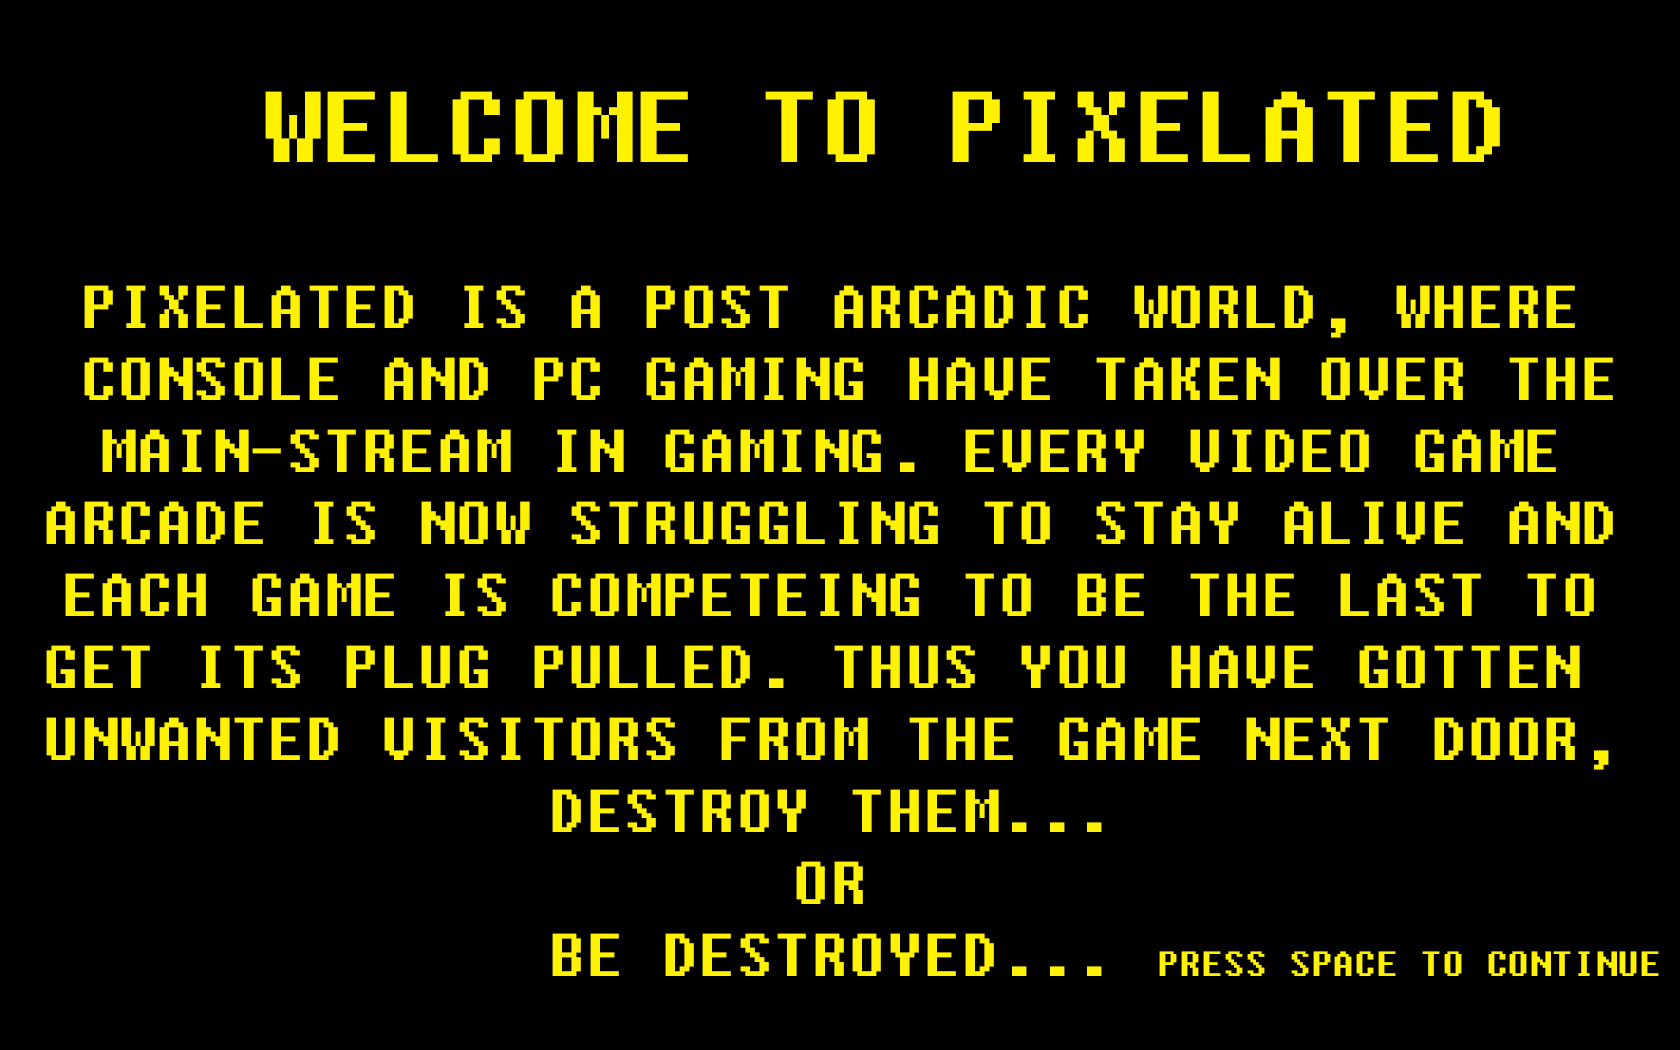 WELCOME TO PIXELATED
PIXELATED IS A POST ARCADIC WORLD, WHERE
CONSOLE AND PC GAMING HAVE TAKEN OVER THE
MAIN-STREAM IN GAMING. EVERY VIDEO GAME
ARCADE IS NOW STRUGGLING TO STAY ALIVE AND
EACH GAME IS COMPETEING TO BE THE LAST TO
GET ITS PLUG PULLED. THUS YOU HAVE GOTTEN
UNWANTED VISITORS FROM THE GAME NEXT DOOR,
DESTROY THEM...
OR
BE DESTROYED...
PRESS SPACE TO CONTINUE